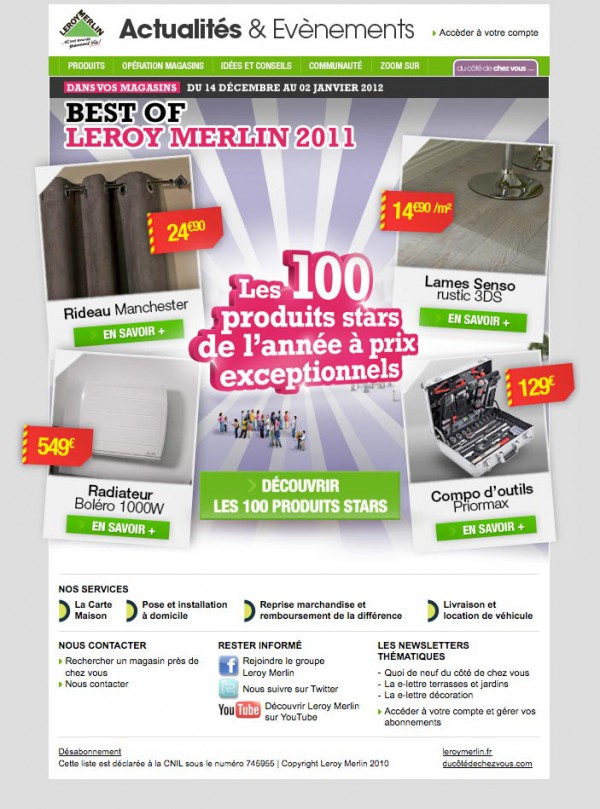 LEROY MERLIN
...et vos envies prennent vie!
Actualités & Evènements
Accéder à votre compte
PRODUITS
OPÉRATION MAGASINS
IDÉES ET CONSEILS
COMMUNAUTÉ
ZOOM SUR
du côté de chez vous ....
DANS VOS MAGASINS DU 14 DÉCEMBRE AU 02 JANVIER 2012
BEST OF
LEROY MERLIN 2011
24€90
14€90 /m²
Rideau Manchester
EN SAVOIR +
Lames Senso
rustic 3DS
EN SAVOIR +
Les 100
produits stars
de l'année à prix
exceptionnels
549€
129€
Radiateur
Boléro 1000W
EN SAVOIR +
DÉCOUVRIR
LES 100 PRODUITS STARS
Compo d'outils
Priormax
EN SAVOIR +
NOS SERVICES
La Carte
Maison
Pose et installation
à domicile
Reprise marchandise et
remboursement de la différence
Livraison et
location de véhicule
NOUS CONTACTER
Rechercher un magasin près de
chez vous
Nous contacter
RESTER INFORMÉ
Rejoindre le groupe
Leroy Merlin
Nous suivre sur Twitter
YouTube
Découvrir Leroy Merlin
sur YouTube
LES NEWSLETTERS
THÉMATIQUES
- Quoi de neuf du côté de chez vous
- La e-lettre terrasses et jardins
- La e-lettre décoration
Accéder à votre compte et gérer vos
abonnements
Désabonnement
Cette liste est déclarée à la CNIL sous le numéro 745955 | Copyright Leroy Merlin 2010
leroymerlin.fr
ducôtédechezvous.com